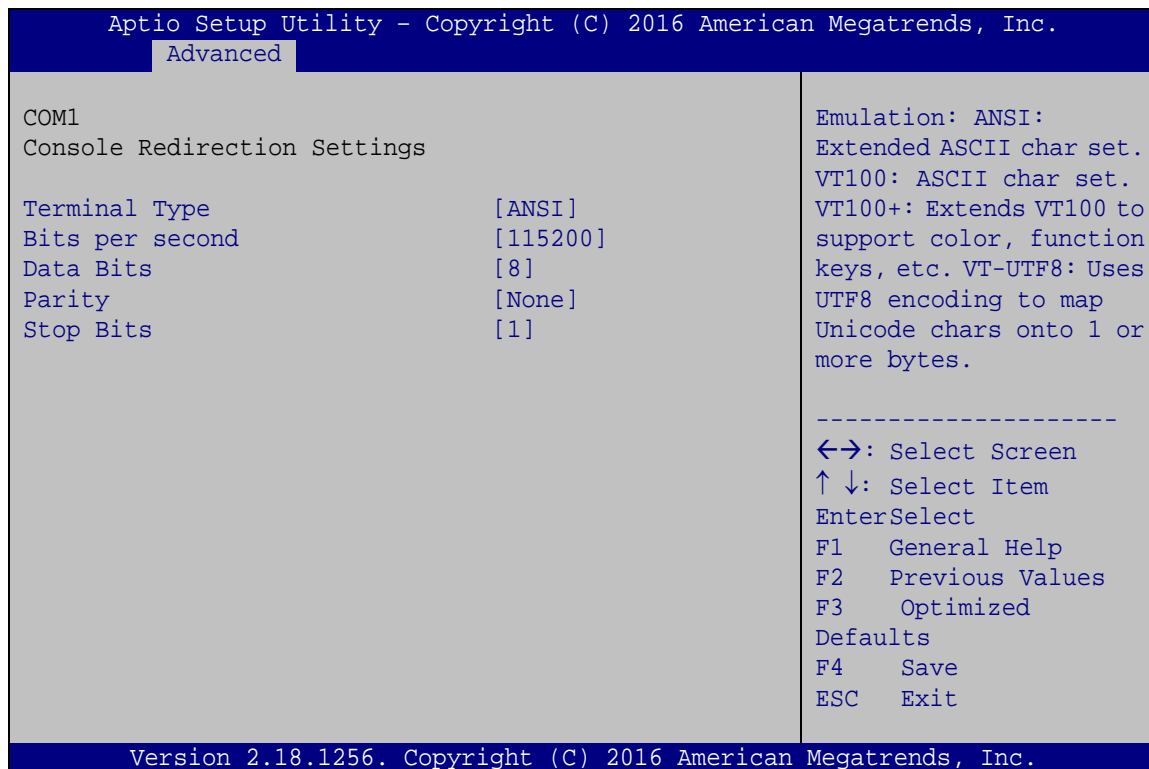 Aptio Setup Utility – Copyright (C) 2016 American Megatrends, Inc.
Advanced
COM1
Console Redirection Settings
Terminal Type [ANSI]
Bits per second [115200]
Data Bits [8]
Parity [None]
Stop Bits [1]
Emulation: ANSI:
Extended ASCII char set.
VT100: ASCII char set.
VT100+: Extends VT100 to
support color, function
keys, etc. VT-UTF8: Uses
UTF8 encoding to map
Unicode chars onto 1 or
more bytes.
---------------------
←→: Select Screen
↑ ↓: Select Item
EnterSelect
F1 General Help
F2 Previous Values
F3 Optimized
Defaults
F4 Save
ESC Exit
Version 2.18.1256. Copyright (C) 2016 American Megatrends, Inc.